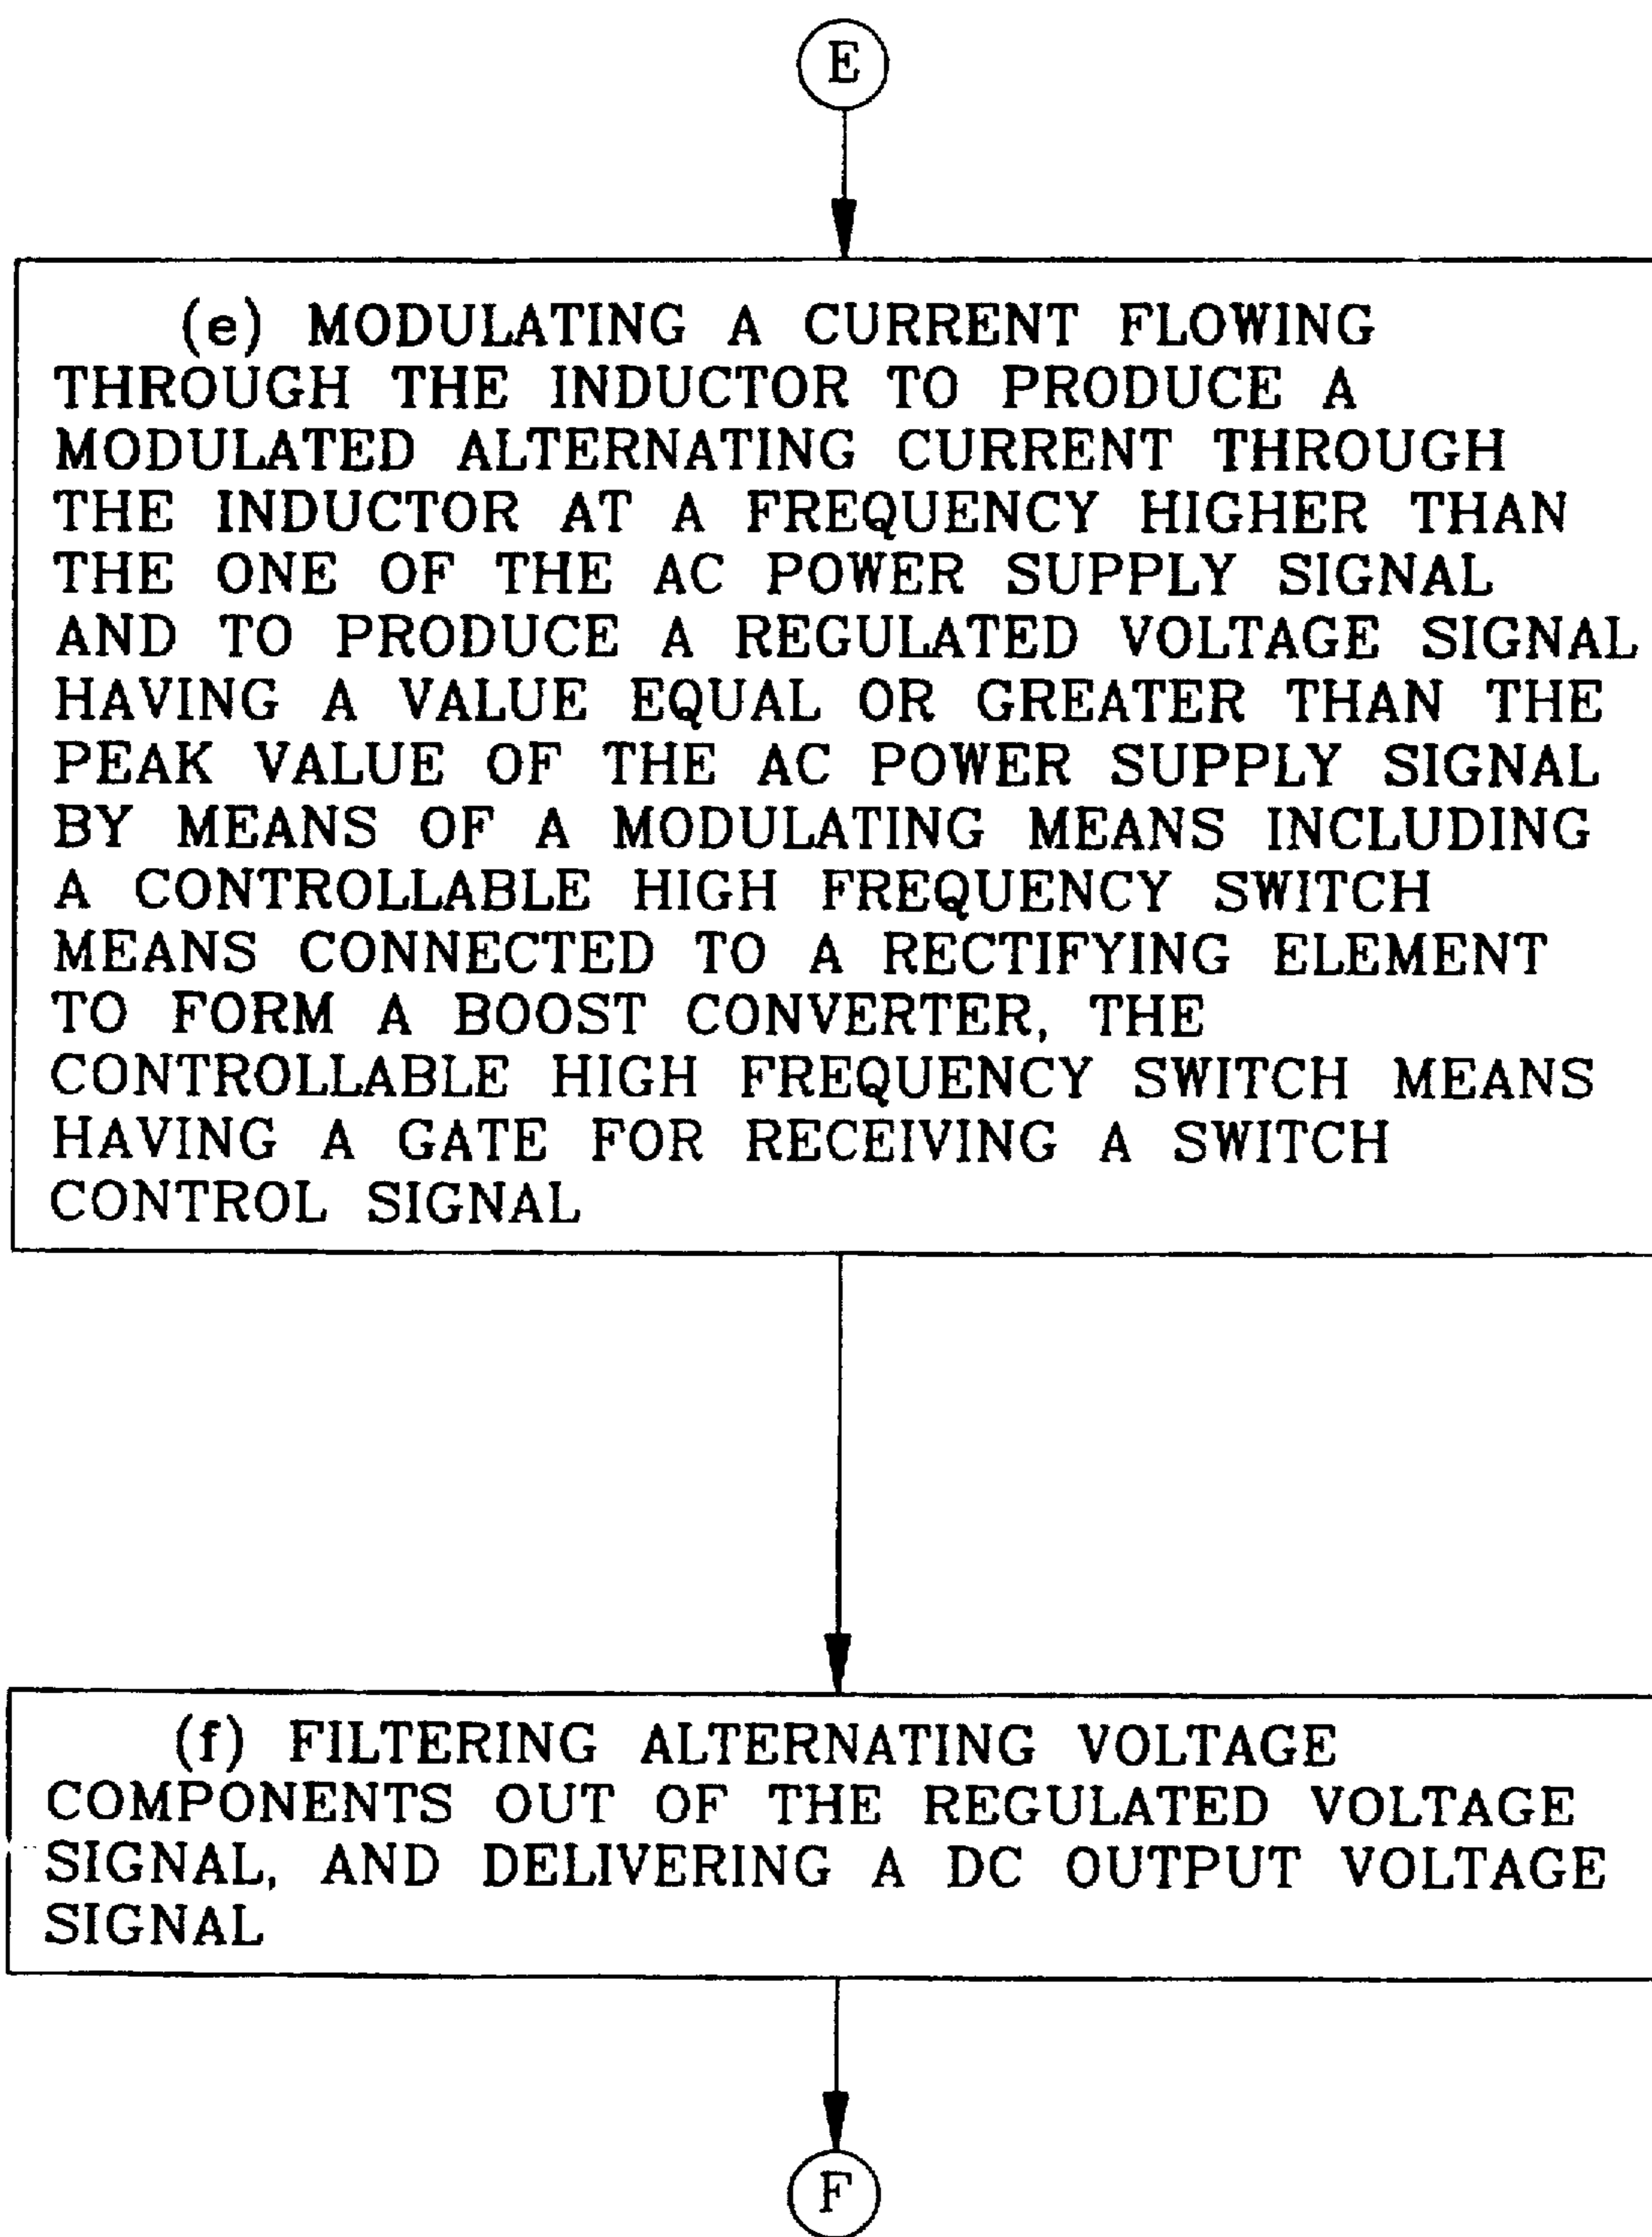 E
(e) MODULATING A CURRENT FLOWING
THROUGH THE INDUCTOR TO PRODUCE A
MODULATED ALTERNATING CURRENT THROUGH
THE INDUCTOR AT A FREQUENCY HIGHER THAN
THE ONE OF THE AC POWER SUPPLY SIGNAL
AND TO PRODUCE A REGULATED VOLTAGE SIGNAL
HAVING A VALUE EQUAL OR GREATER THAN THE
PEAK VALUE OF THE AC POWER SUPPLY SIGNAL
BY MEANS OF A MODULATING MEANS INCLUDING
A CONTROLLABLE HIGH FREQUENCY SWITCH
MEANS CONNECTED TO A RECTIFYING ELEMENT
TO FORM A BOOST CONVERTER, THE
CONTROLLABLE HIGH FREQUENCY SWITCH MEANS
HAVING A GATE FOR RECEIVING A SWITCH
CONTROL SIGNAL
(f) FILTERING ALTERNATING VOLTAGE
COMPONENTS OUT OF THE REGULATED VOLTAGE
SIGNAL, AND DELIVERING A DC OUTPUT VOLTAGE
SIGNAL
F